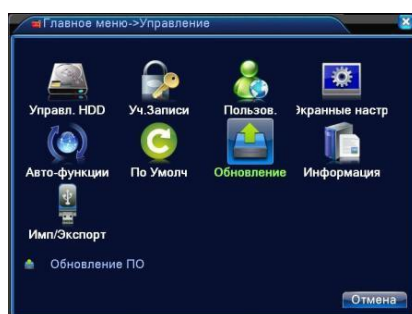 Главное меню->Управление
Управл. HDD Уч.Записи Пользов. Экранные настр
Авто-функции По Умолч Обновление Информация
Имп/Экспорт
Обновление ПО
Отмена